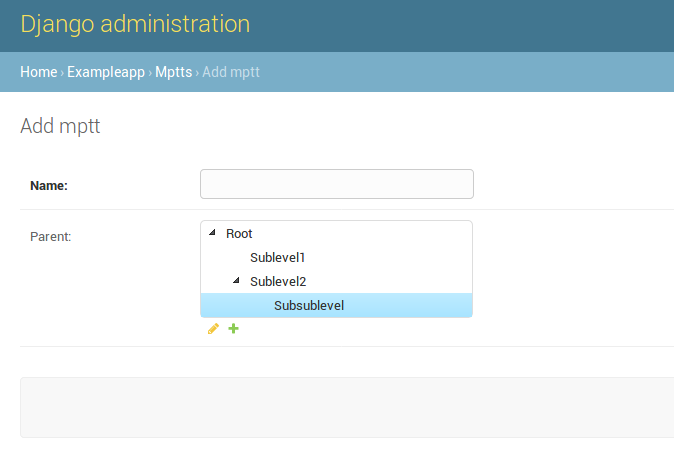 Django administration
Home › Exampleapp › Mptts › Add mptt
Add mptt
Name:
Parent:
Root
Sublevel1
Sublevel2
Subsublevel